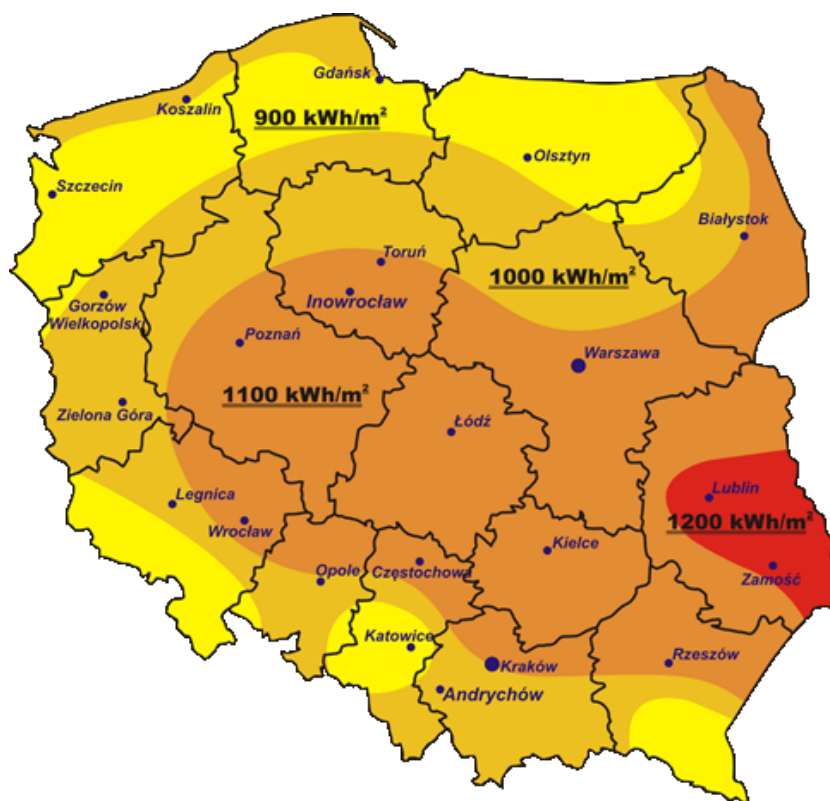 Gdańsk
Koszalin
900 kWh/m²
Olsztyn
Szczecin
Białystok
Toruń
1000 kWh/m²
Inowrocław
Gorzów
Wielkopolski
Poznań
Warszawa
1100 kWh/m²
Zielona Góra
Łódź
Legnica
Lublin
Wrocław
1200 kWh/m²
Kielce
Opole
Częstochowa
Zamość
Katowice
Kraków
Rzeszów
Andrychów